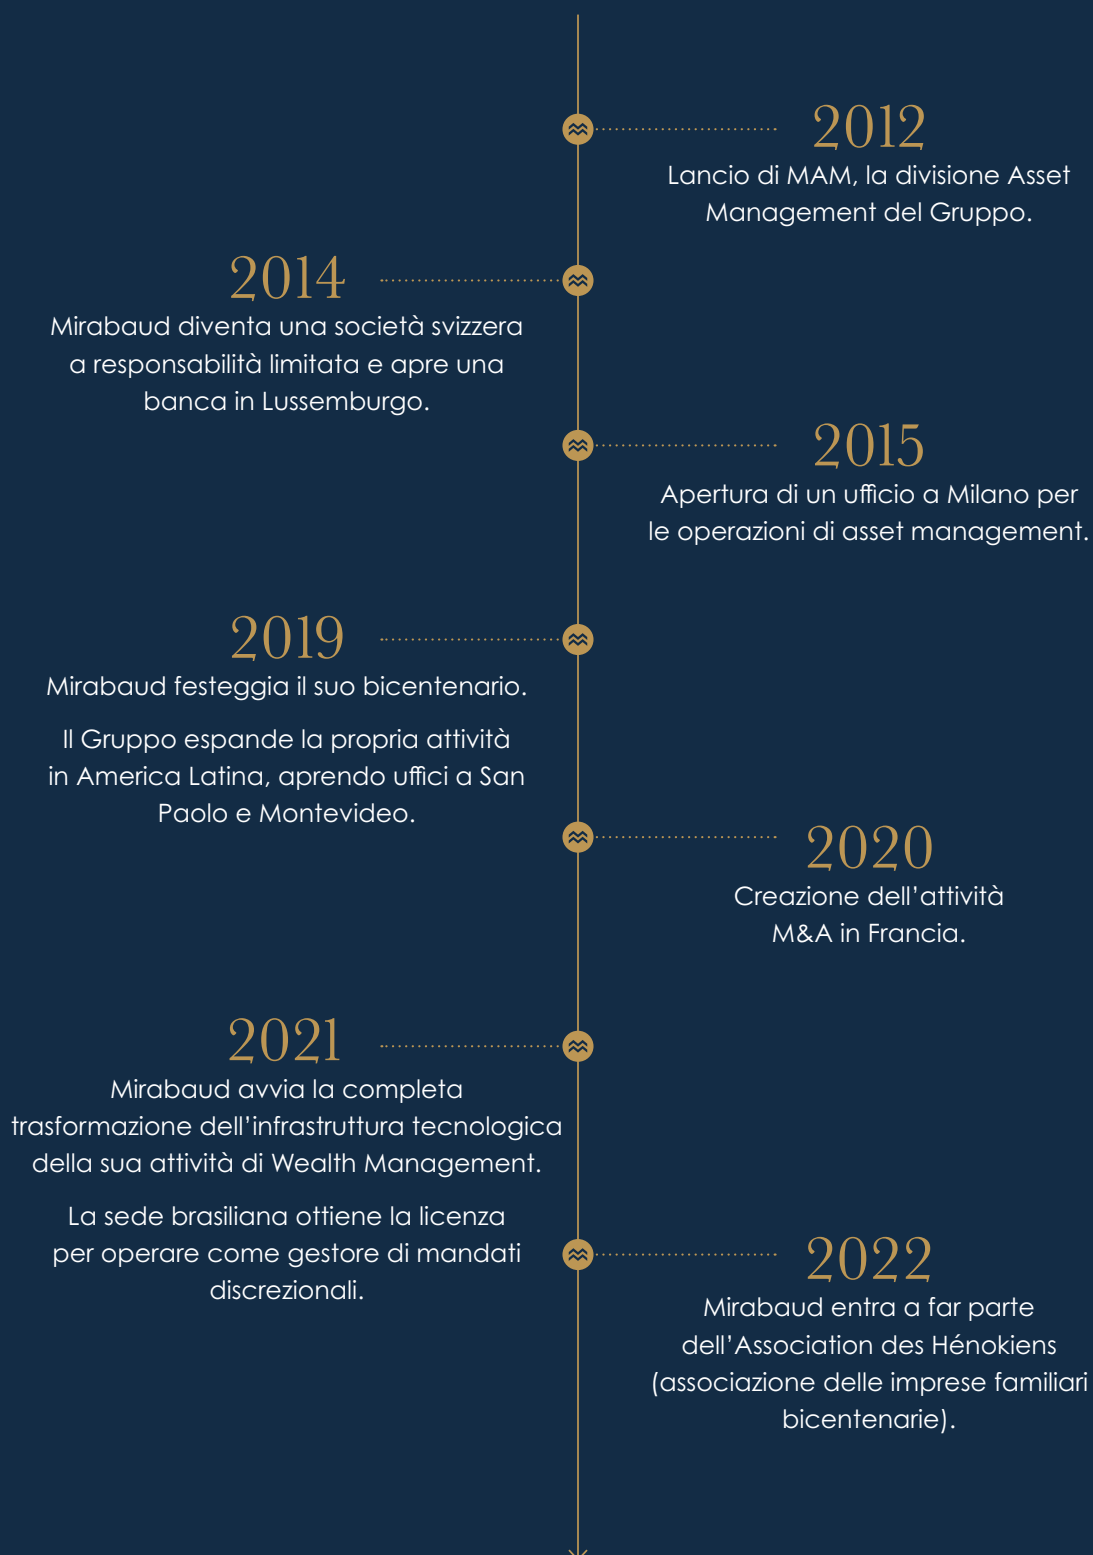 2012
Lancio di MAM, la divisione Asset
Management del Gruppo.
2014
Mirabaud diventa una società svizzera
a responsabilità limitata e apre una
banca in Lussemburgo.
2015
Apertura di un ufficio a Milano per
le operazioni di asset management.
2019
Mirabaud festeggia il suo bicentenario.
Il Gruppo espande la propria attività
in America Latina, aprendo uffici a San
Paolo e Montevideo.
2020
Creazione dell’attività
M&A in Francia.
2021
Mirabaud avvia la completa
trasformazione dell’infrastruttura tecnologica
della sua attività di Wealth Management.
La sede brasiliana ottiene la licenza
per operare come gestore di mandati
discrezionali.
2022
Mirabaud entra a far parte
dell’Association des Hénokiens
(associazione delle imprese familiari
bicentenarie).